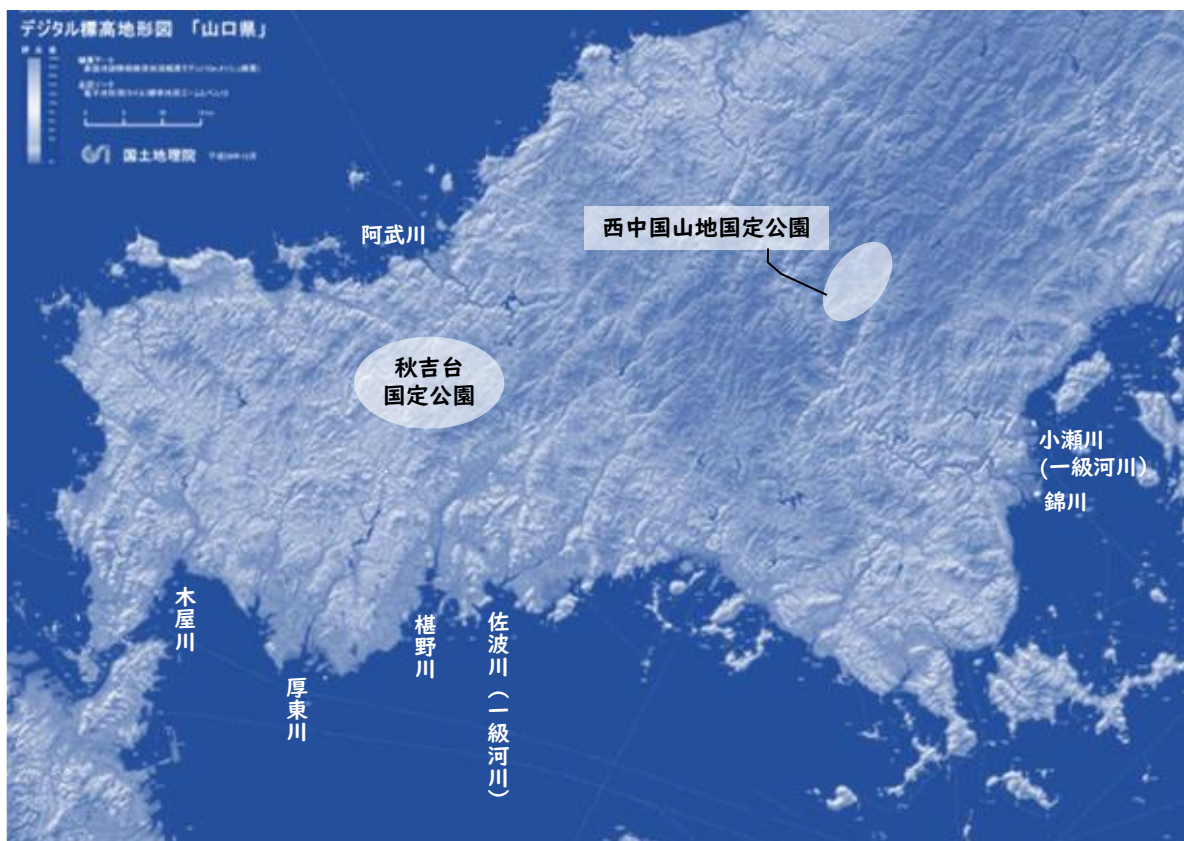 デジタル標高地形図 「山口県」
国土地理院
阿武川
西中国山地国定公園
秋吉台
国定公園
小瀬川
(一級河川)
錦川
木屋川
厚東川
椹野川
佐波川(一級河川)